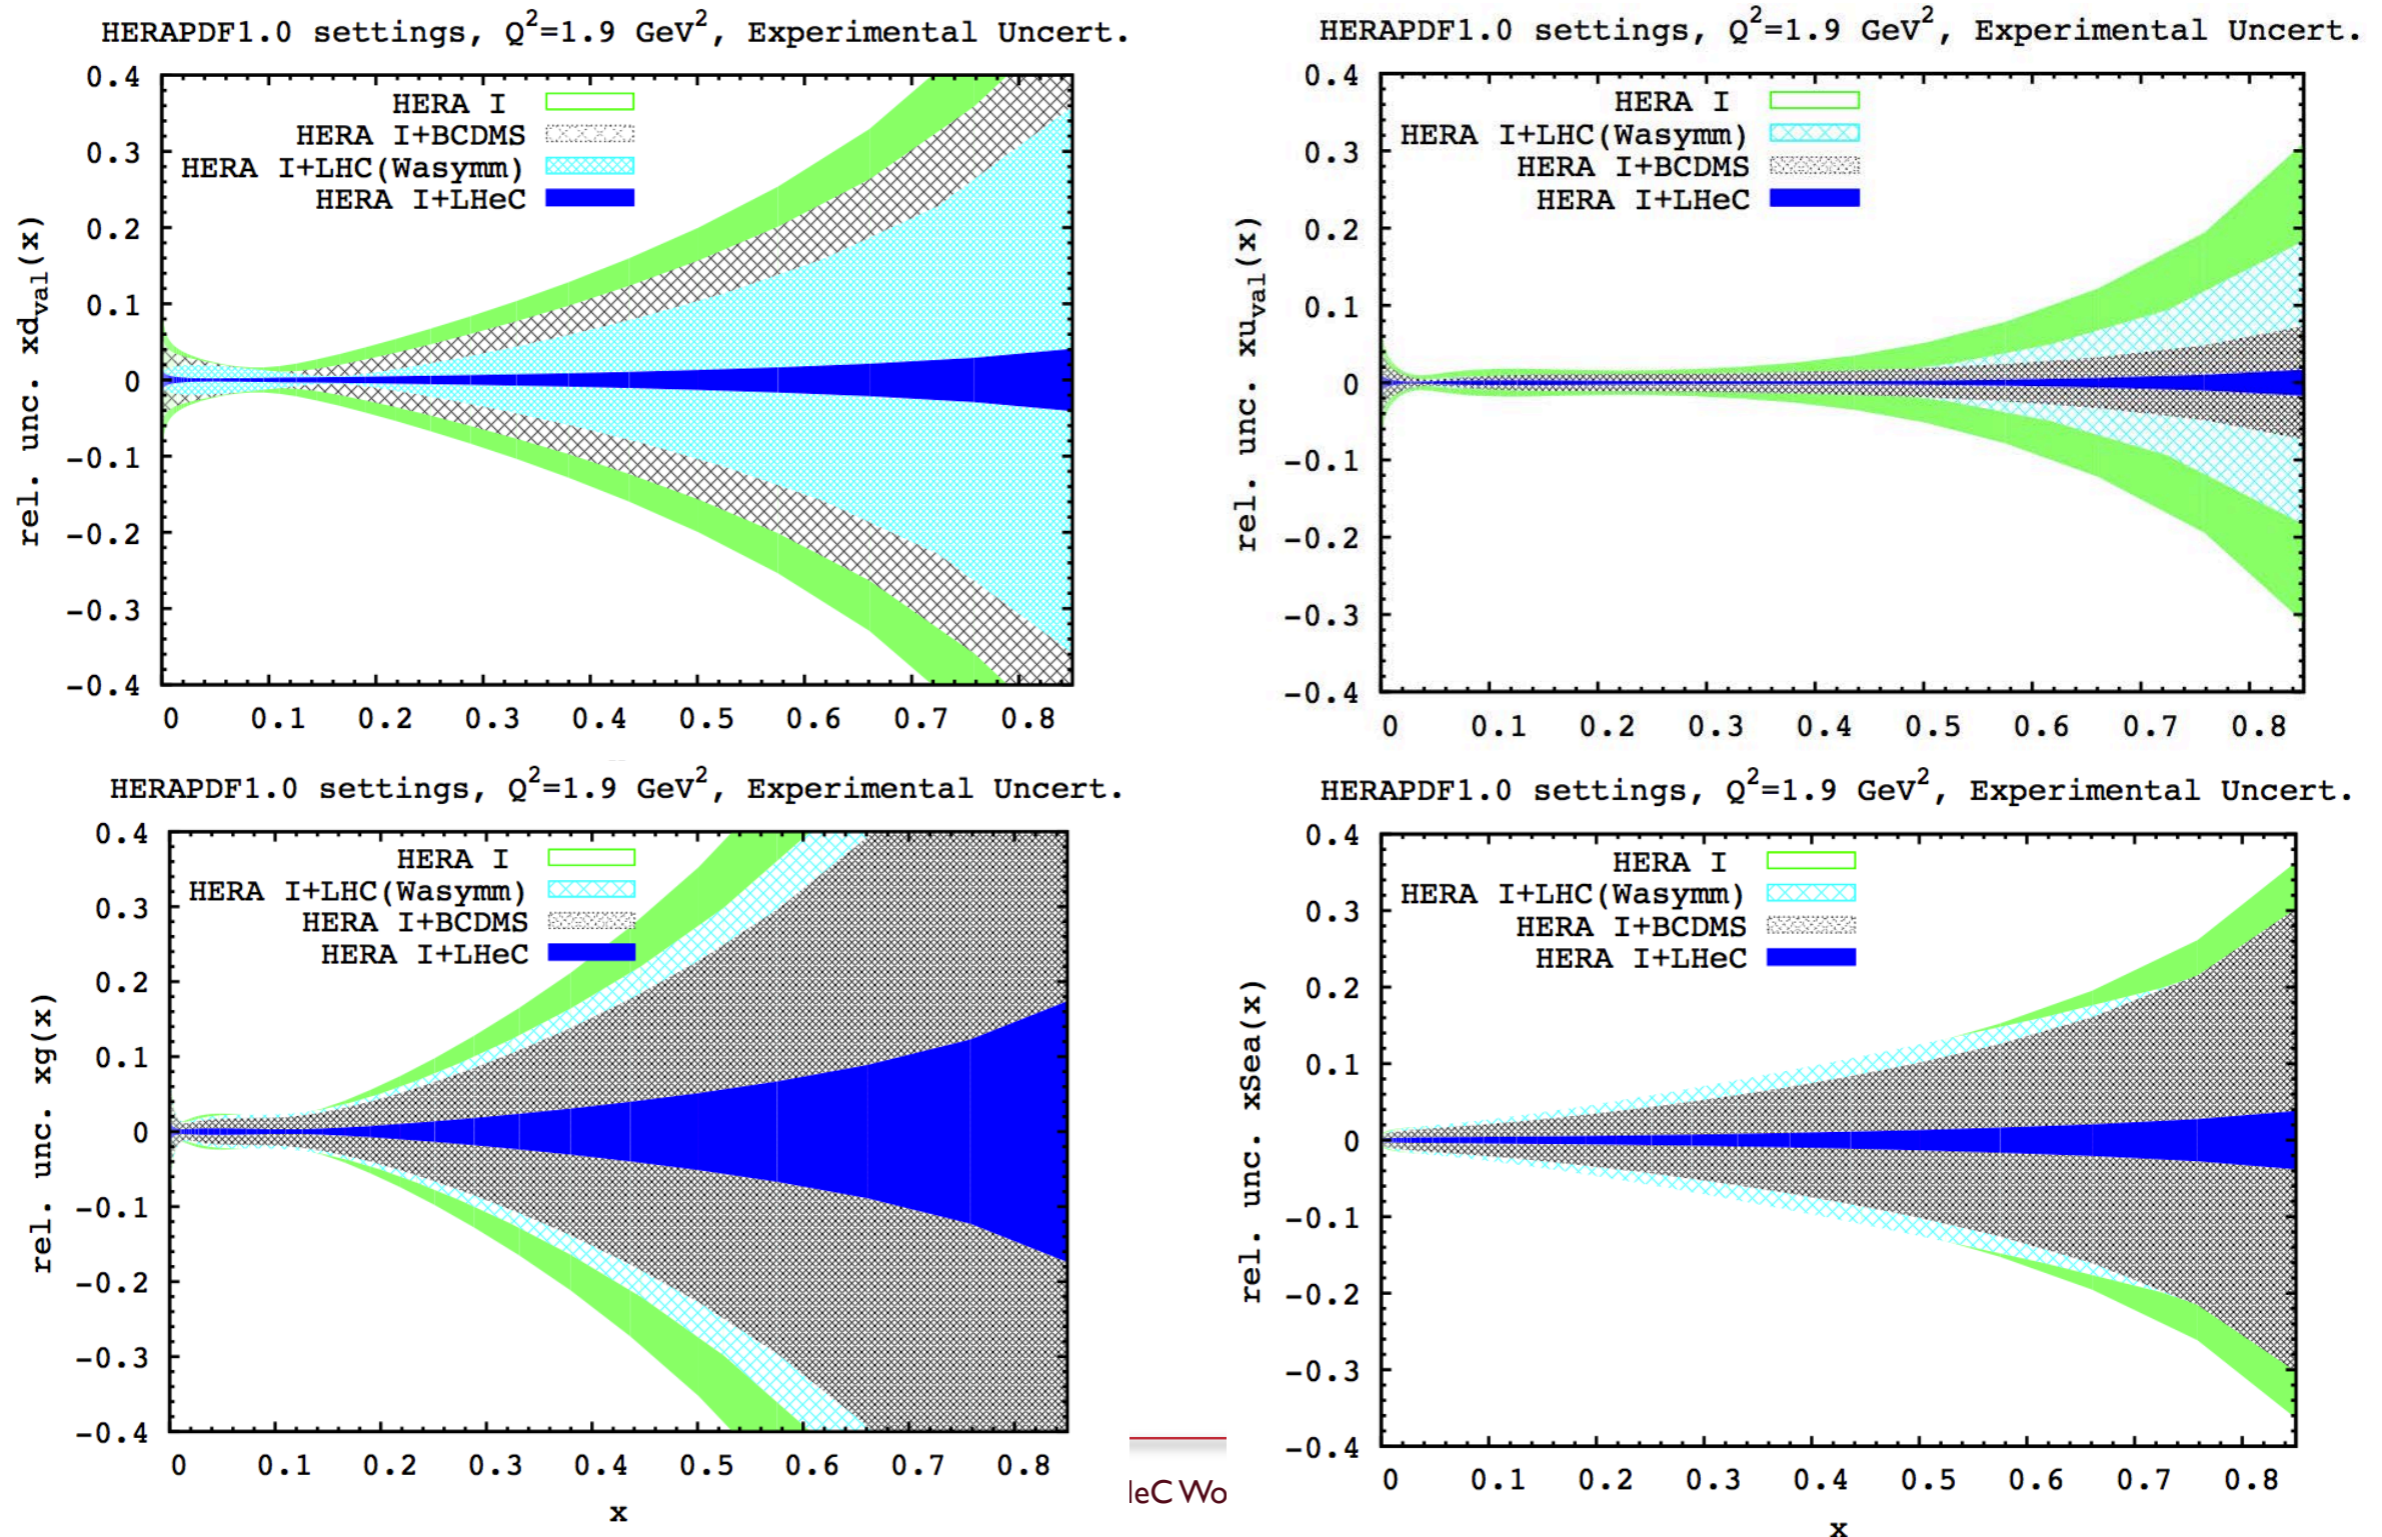 HERAPDF1.0 settings, Q²=1.9 GeV², Experimental Uncert.
0.4
0.3
0.2
0.1
0
-0.1
-0.2
-0.3
-0.4
rel. unc. xd_val(x)
HERA I
HERA I+BCDMS
HERA I+LHC(Wasymm)
HERA I+LHeC
0 0.1 0.2 0.3 0.4 0.5 0.6 0.7 0.8
HERAPDF1.0 settings, Q²=1.9 GeV², Experimental Uncert.
0.4
0.3
0.2
0.1
0
-0.1
-0.2
-0.3
-0.4
rel. unc. xu_val(x)
HERA I
HERA I+LHC(Wasymm)
HERA I+BCDMS
HERA I+LHeC
0 0.1 0.2 0.3 0.4 0.5 0.6 0.7 0.8
HERAPDF1.0 settings, Q²=1.9 GeV², Experimental Uncert.
0.4
0.3
0.2
0.1
0
-0.1
-0.2
-0.3
-0.4
rel. unc. xg(x)
HERA I
HERA I+LHC(Wasymm)
HERA I+BCDMS
HERA I+LHeC
0 0.1 0.2 0.3 0.4 0.5 0.6 0.7 0.8
x
HERAPDF1.0 settings, Q²=1.9 GeV², Experimental Uncert.
0.4
0.3
0.2
0.1
0
-0.1
-0.2
-0.3
-0.4
rel. unc. xSea(x)
HERA I
HERA I+LHC(Wasymm)
HERA I+BCDMS
HERA I+LHeC
0 0.1 0.2 0.3 0.4 0.5 0.6 0.7 0.8
x
eC Wo